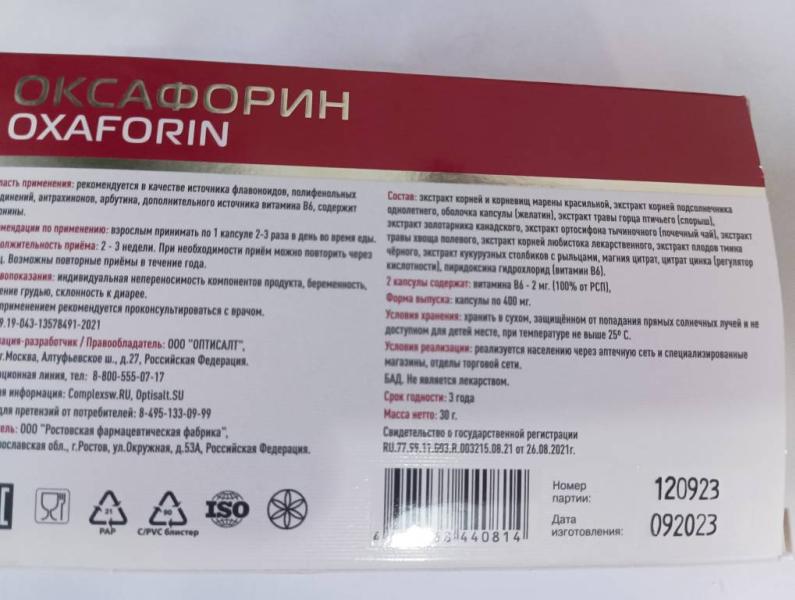 ОКСАФОРИН
OXAFORIN
применения: рекомендуется в качестве источника флавоноидов, полифенольных
антрахинонов, арбутина, дополнительного источника витамина B6, содержит
по применению: взрослым принимать по 1 капсуле 2-3 раза в день во время еды.
приёма: 2 - 3 недели. При необходимости приём можно повторить через
Возможны повторные приёмы в течение года.
индивидуальная непереносимость компонентов продукта, беременность,
грудью, склонность к диарее.
применением рекомендуется проконсультироваться с врачом.
9.19-043-13578491-2021
/ Правообладатель: ООО "ОПТИСАЛТ",
г.Москва, Алтуфьевское ш., д.27, Российская Федерация.
линия, тел: 8-800-555-07-17
информация: Complexsw.RU, Optisalt.SU
для претензий от потребителей: 8-495-133-09-99
ООО "Ростовская фармацевтическая фабрика",
обл., г.Ростов, ул.Окружная, д.53А, Российская Федерация.
Состав: экстракт корней и корневищ марены красильной, экстракт корней подсолнечника
однолетнего, оболочка капсулы (желатин), экстракт травы горца птичьего (спорыш),
экстракт золотарника канадского, экстракт ортосифона тычиночного (почечный чай), экстракт
травы хвоща полевого, экстракт корней любистока лекарственного, экстракт плодов тмина
чёрного, экстракт кукурузных столбиков с рыльцами, магния цитрат, цитрат цинка (регулятор
кислотности), пиридоксина гидрохлорид (витамин B6).
2 капсулы содержат: витамина B6 - 2 мг. (100% от РСП),
Форма выпуска: капсулы по 400 мг.
Условия хранения: хранить в сухом, защищённом от попадания прямых солнечных лучей и не
доступном для детей месте, при температуре не выше 25º С.
Условия реализации: реализуется населению через аптечную сеть и специализированные
магазины, отделы торговой сети.
БАД. Не является лекарством.
Срок годности: 3 года
Масса нетто: 30 г.
Свидетельство о государственной регистрации
RU.77.99.11.003.R.003215.08.21 от 26.08.2021г.
21
PAP
90
C/PVC блистер
ISO
440814
Номер
партии:
120923
Дата
изготовления:
092023